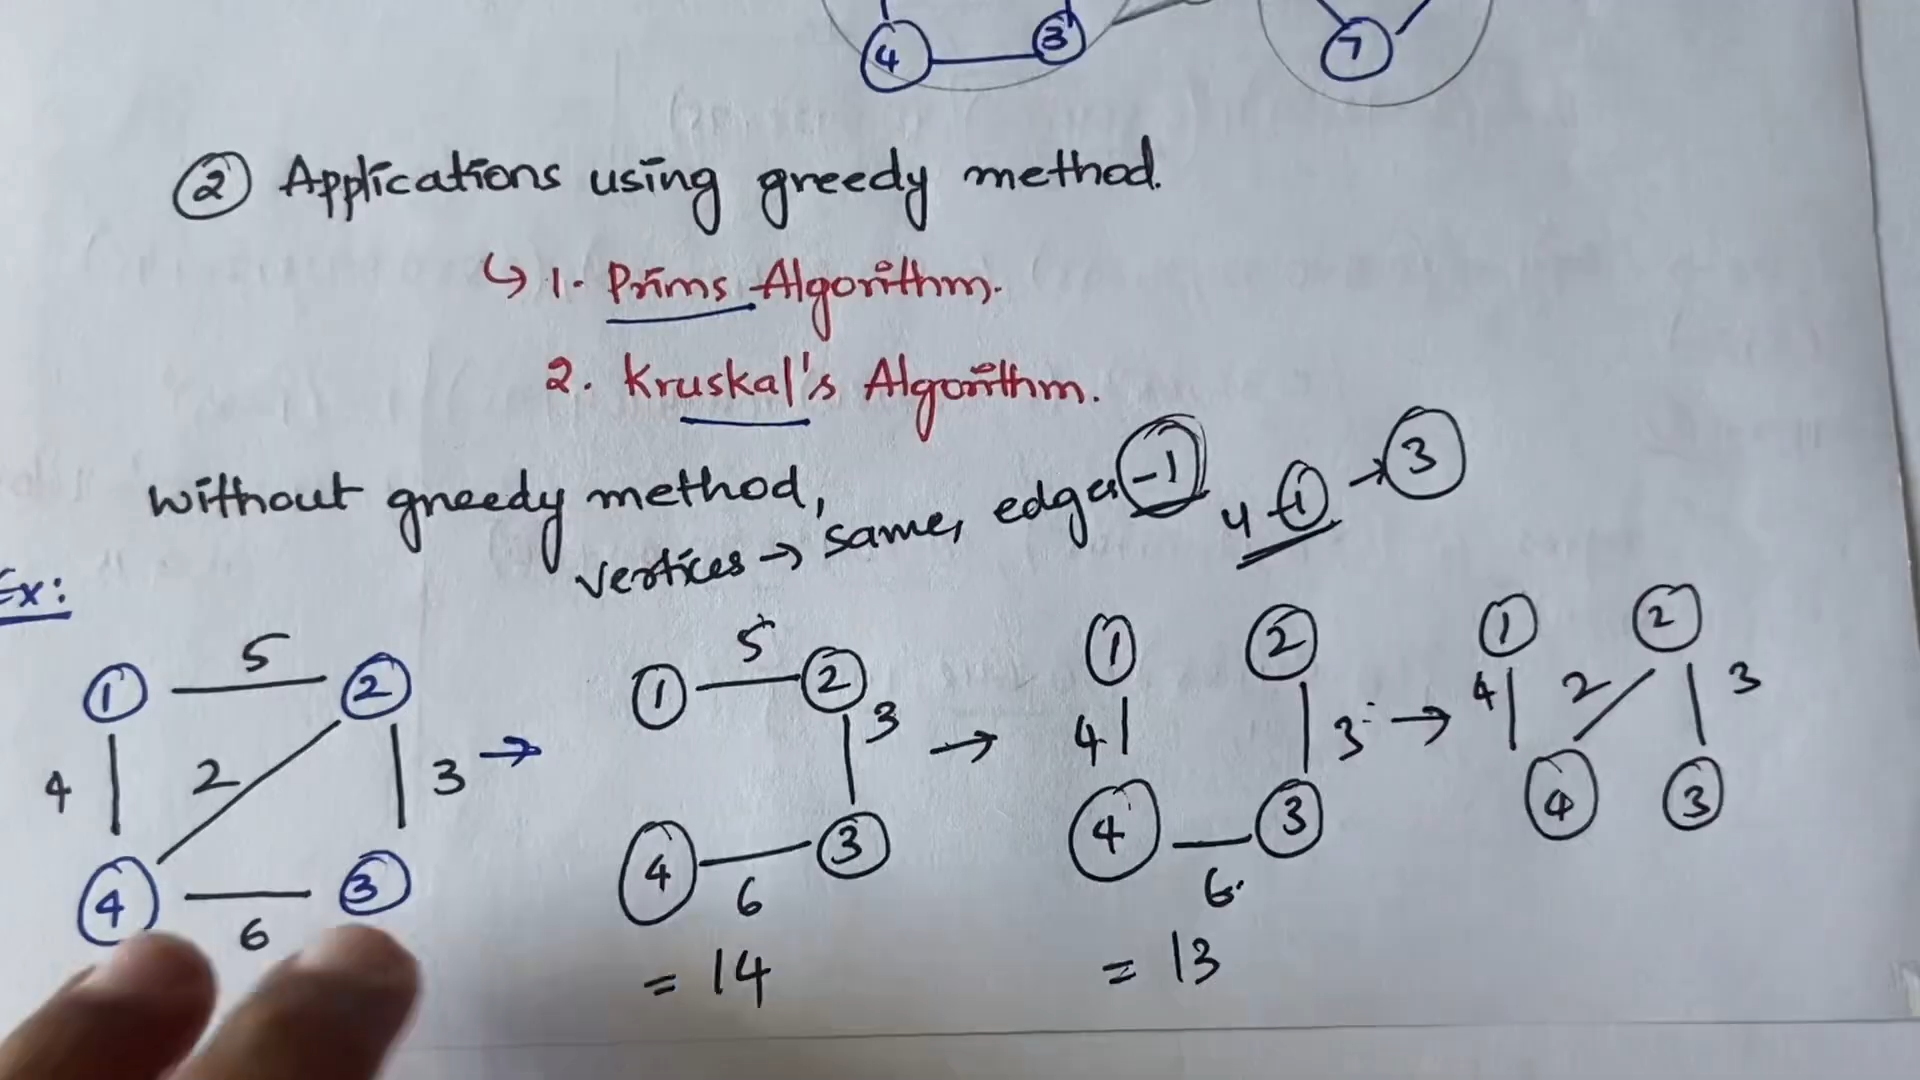 4 3 7
② Applications using greedy method.
↳ 1. Prims Algorithm.
2. Kruskal's Algorithm.
without greedy method,
vertices → same, edges -1 4-1 → 3
Ex:
1 5 2 4 2 3 4 6 3
→ 1 5 2 3 4 6 3
= 14
→ 1 2 4 3 4 6 3
= 13
→ 1 2 4 2 3 4 3